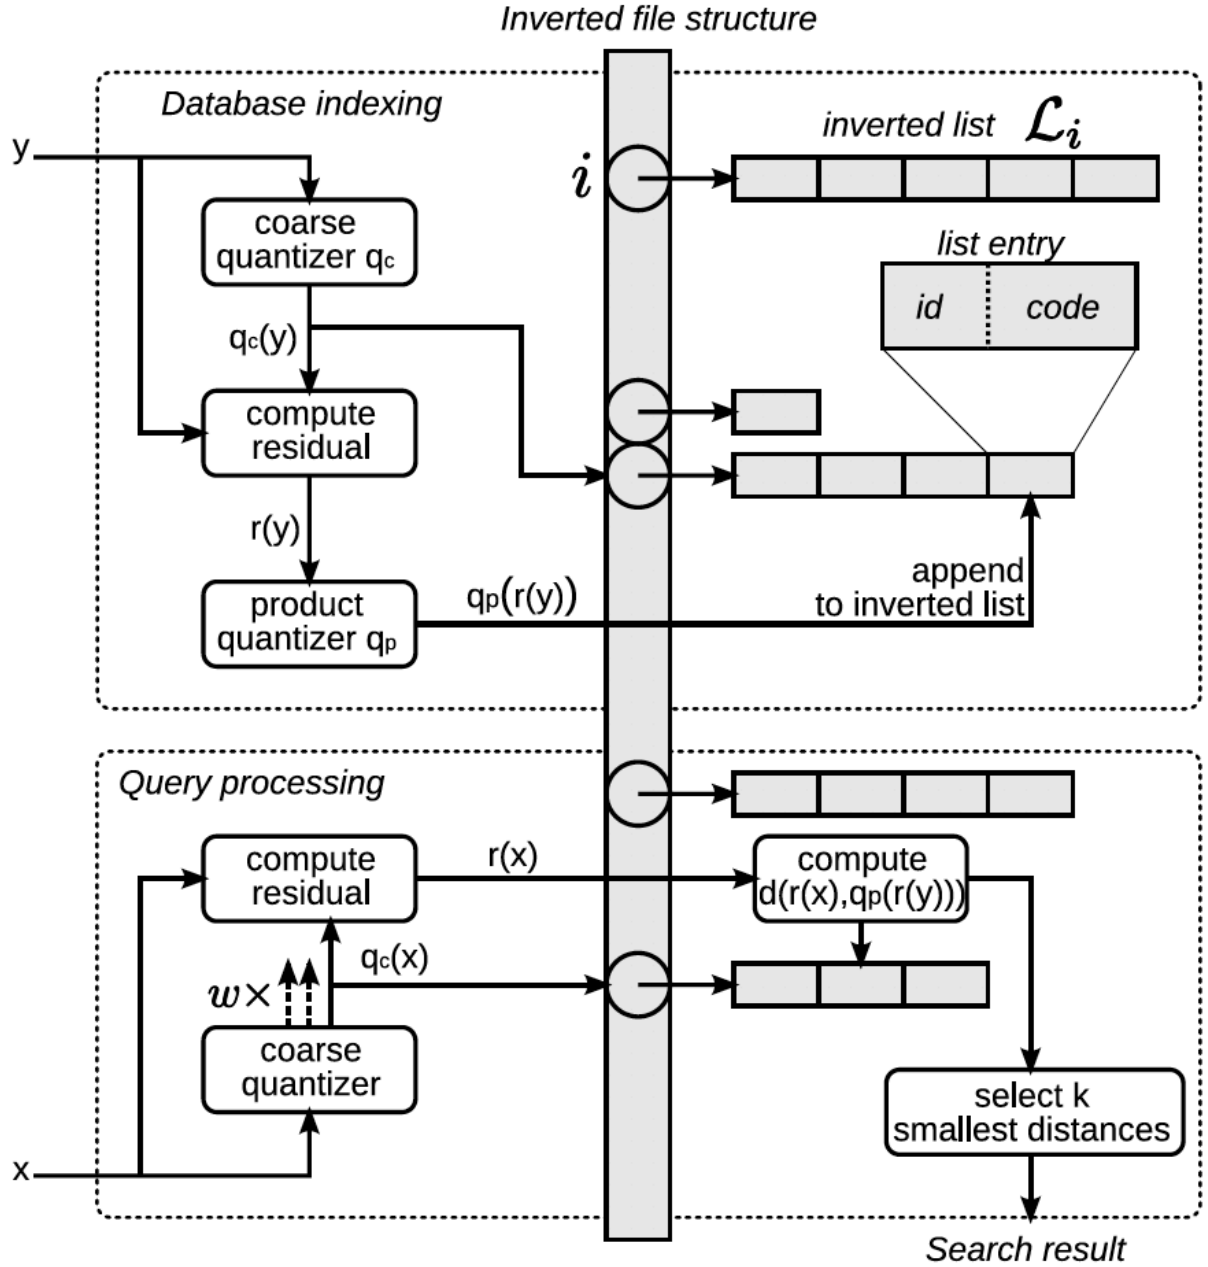 Inverted file structure
Database indexing
y
coarse
quantizer qc
qc(y)
compute
residual
r(y)
product
quantizer qp
qp(r(y))
i
inverted list ℒi
list entry
id code
append
to inverted list
Query processing
compute
residual
r(x)
compute
d(r(x),qp(r(y)))
w×
qc(x)
coarse
quantizer
x
select k
smallest distances
Search result